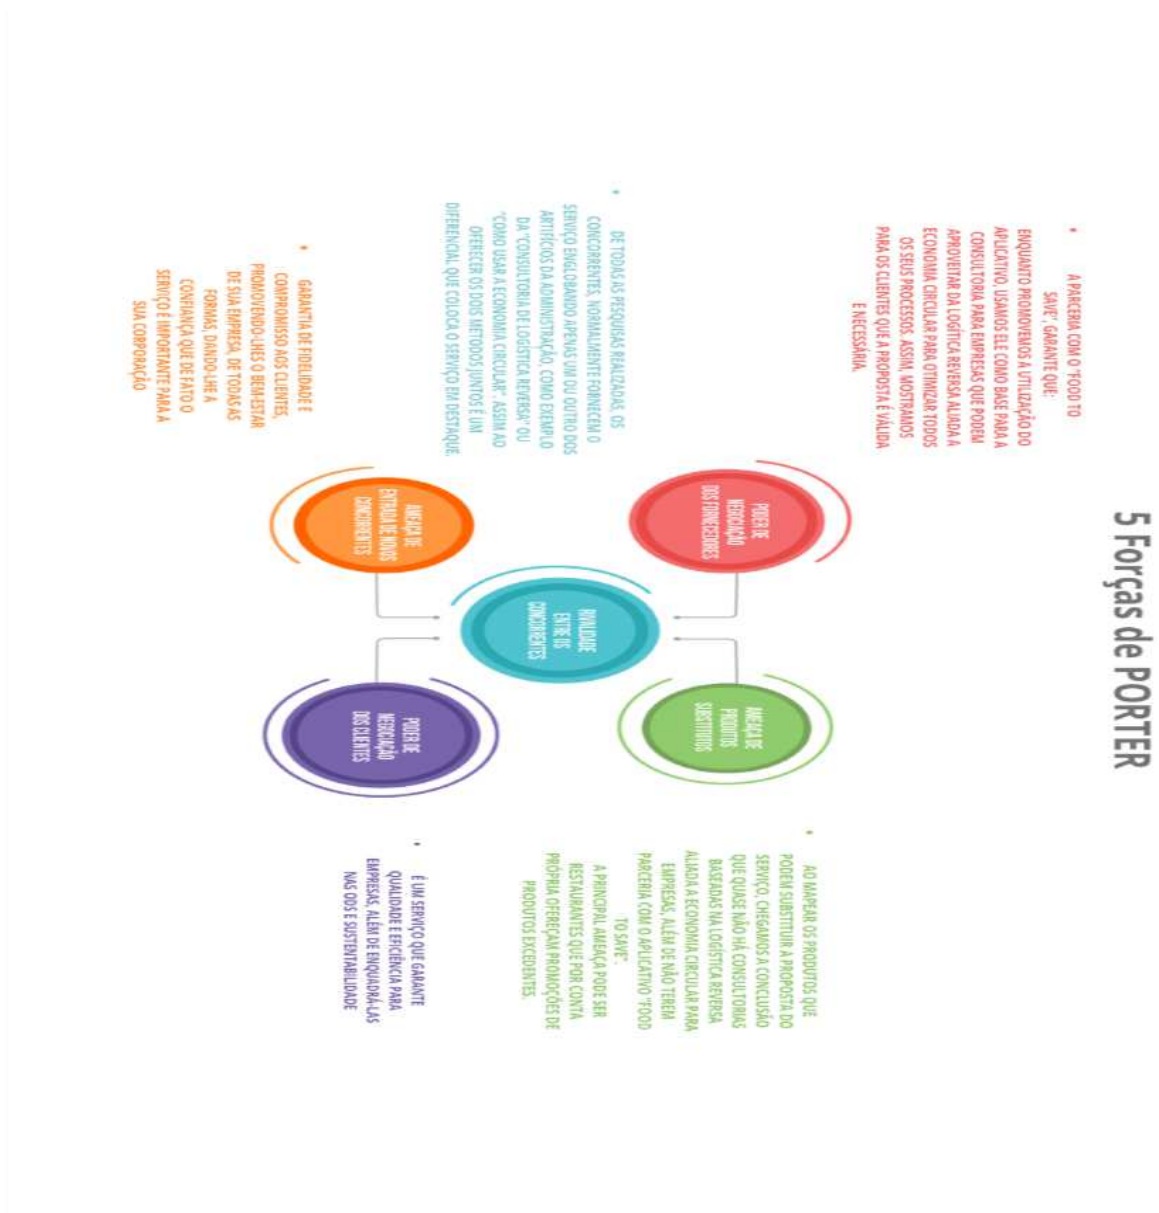 5 Forças de PORTER
• A PARCERIA COM O "FOOD TO
SAVE", GARANTE QUE:
ENQUANTO PROMOVEMOS A UTILIZAÇÃO DO
APLICATIVO, USAMOS ELE COMO BASE PARA A
CONSULTORIA PARA EMPRESAS QUE PODEM
APROVEITAR DA LOGÍTICA REVERSA ALIADA A
ECONOMIA CIRCULAR PARA OTIMIZAR TODOS
OS SEUS PROCESSOS. ASSIM, MOSTRAMOS
PARA OS CLIENTES QUE A PROPOSTA É VÁLIDA
E NECESSÁRIA.
PODER DE
NEGOCIAÇÃO
DOS FORNECEDORES
AMEAÇA DE
PRODUTOS
SUBSTITUTOS
• AO MAPEAR OS PRODUTOS QUE
PODEM SUBSTITUIR A PROPOSTA DO
SERVIÇO, CHEGAMOS A CONCLUSÃO
QUE QUASE NÃO HÁ CONSULTORIAS
BASEADAS NA LOGÍSTICA REVERSA
ALIADA A ECONOMIA CIRCULAR PARA
EMPRESAS, ALÉM DE NÃO TEREM
PARCERIA COM O APLICATIVO "FOOD
TO SAVE".
A PRINCIPAL AMEAÇA PODE SER
RESTAURANTES QUE POR CONTA
PRÓPRIA OFEREÇAM PROMOÇÕES DE
PRODUTOS EXCEDENTES.
• DE TODAS AS PESQUISAS REALIZADAS, OS
CONCORRENTES, NORMALMENTE FORNECEM O
SERVIÇO ENGLOBANDO APENAS UM OU OUTRO DOS
ARTIFÍCIOS DA ADMINISTRAÇÃO, COMO EXEMPLO
DA "CONSULTORIA DE LOGÍSTICA REVERSA" OU
"COMO USAR A ECONOMIA CIRCULAR". ASSIM AO
OFERECER OS DOIS MÉTODOS JUNTOS É UM
DIFERENCIAL QUE COLOCA O SERVIÇO EM DESTAQUE.
RIVALIDADE
ENTRE OS
CONCORRENTES
• GARANTIA DE FIDELIDADE E
COMPROMISSO AOS CLIENTES,
PROMOVENDO-LHES O BEM-ESTAR
DE SUA EMPRESA, DE TODAS AS
FORMAS, DANDO-LHE A
CONFIANÇA QUE DE FATO O
SERVIÇO É IMPORTANTE PARA A
SUA CORPORAÇÃO
AMEAÇA DE
ENTRADA DE NOVOS
CONCORRENTES
PODER DE
NEGOCIAÇÃO
DOS CLIENTES
• É UM SERVIÇO QUE GARANTE
QUALIDADE E EFICIÊNCIA PARA
EMPRESAS, ALÉM DE ENQUADRÁ-LAS
NAS ODS E SUSTENTABILIDADE